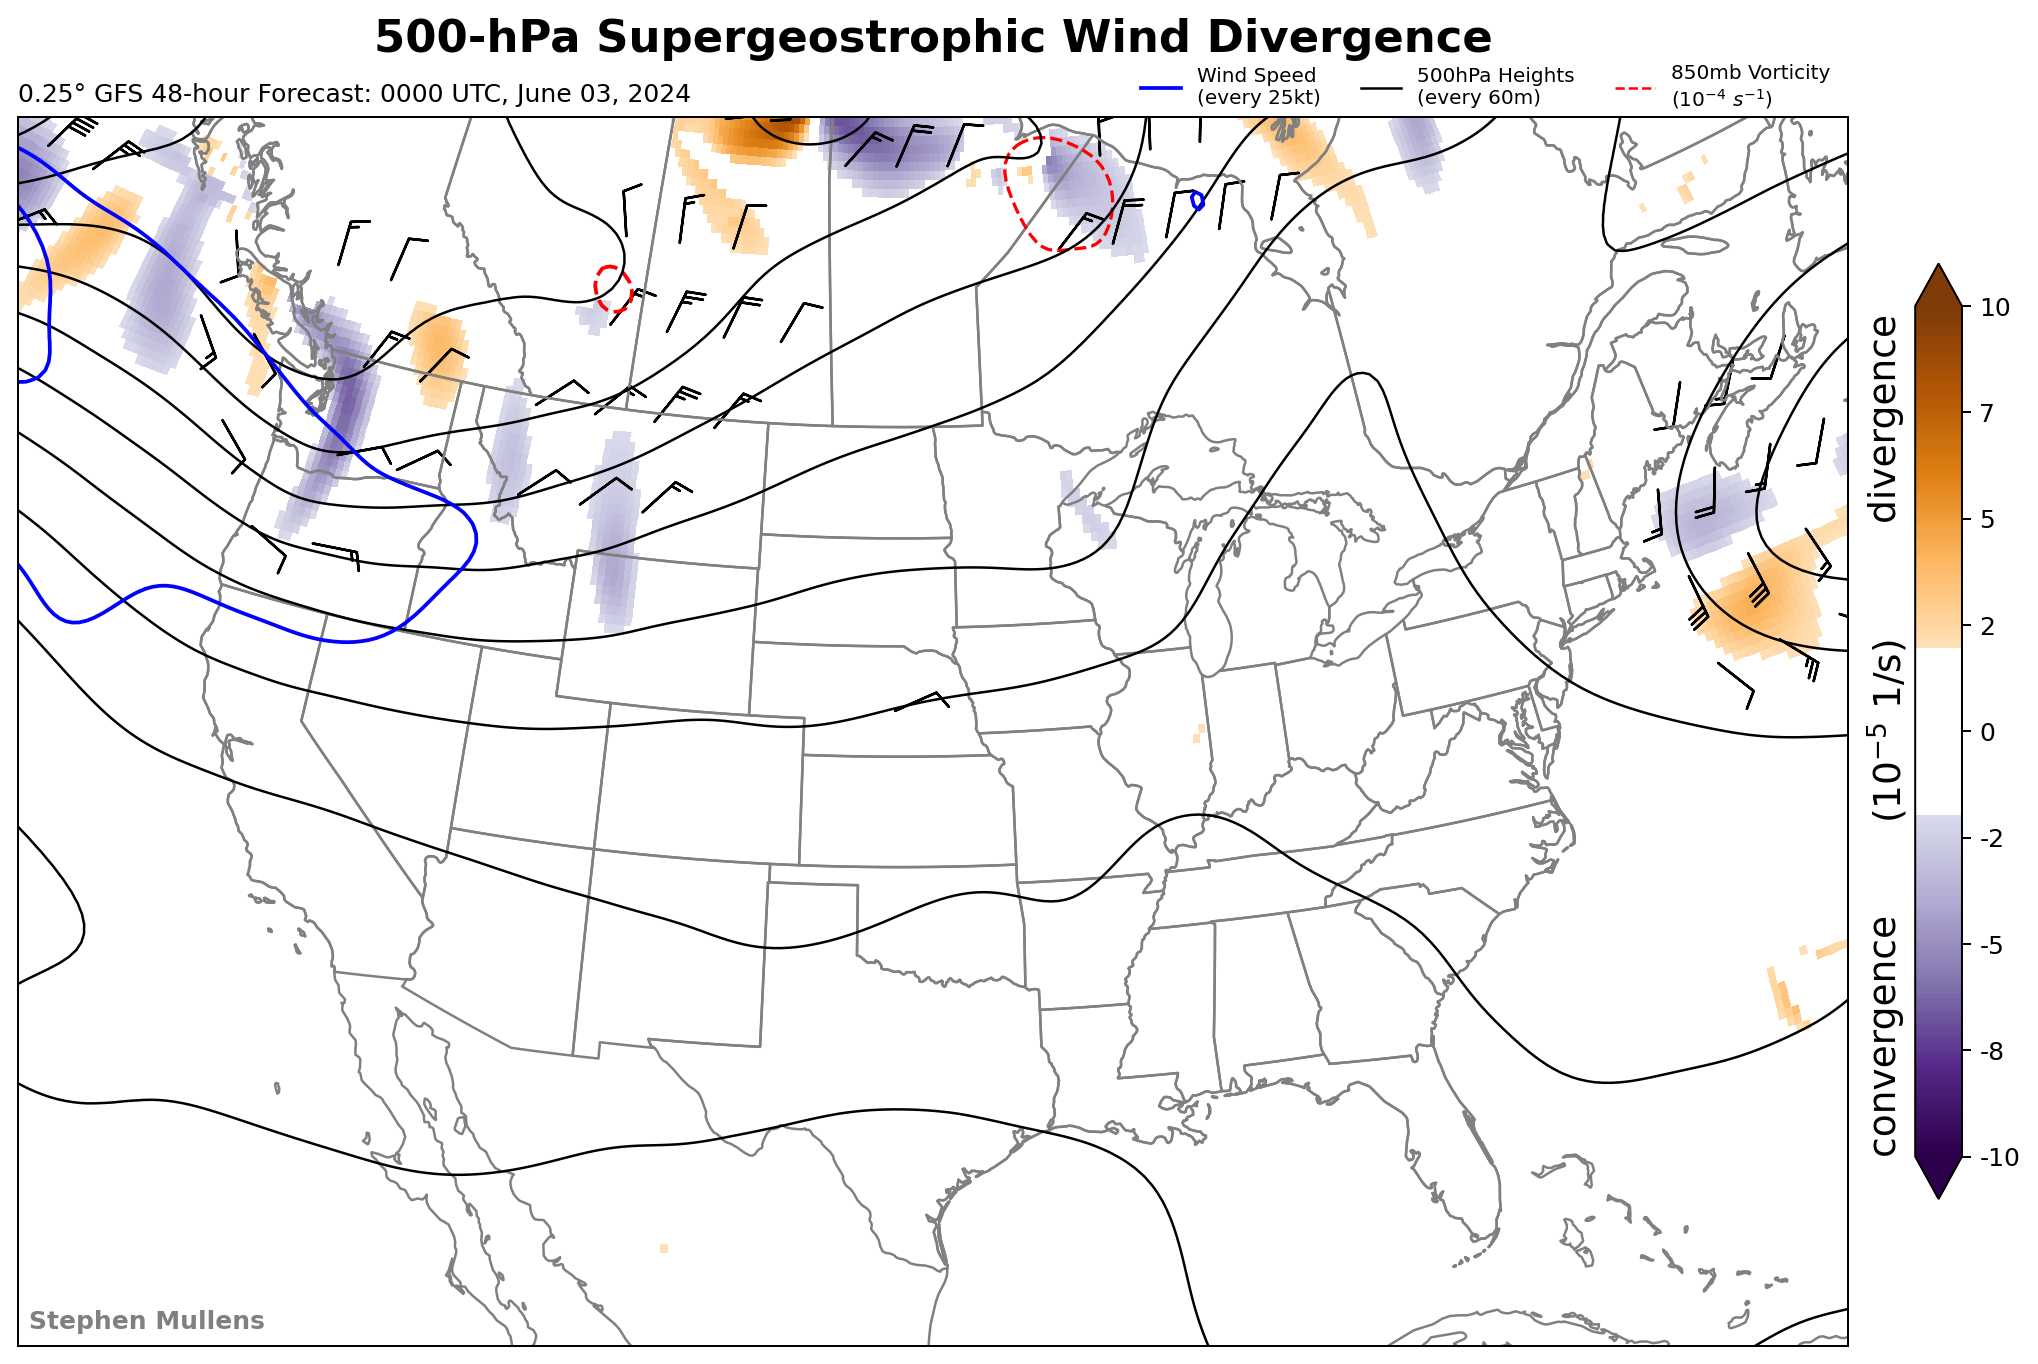 500-hPa Supergeostrophic Wind Divergence
0.25° GFS 48-hour Forecast: 0000 UTC, June 03, 2024
Wind Speed
(every 25kt)
500hPa Heights
(every 60m)
850mb Vorticity
(10⁻⁴ s⁻¹)
10
7
5
2
0
-2
-5
-8
-10
convergence (10⁻⁵ 1/s) divergence
Stephen Mullens